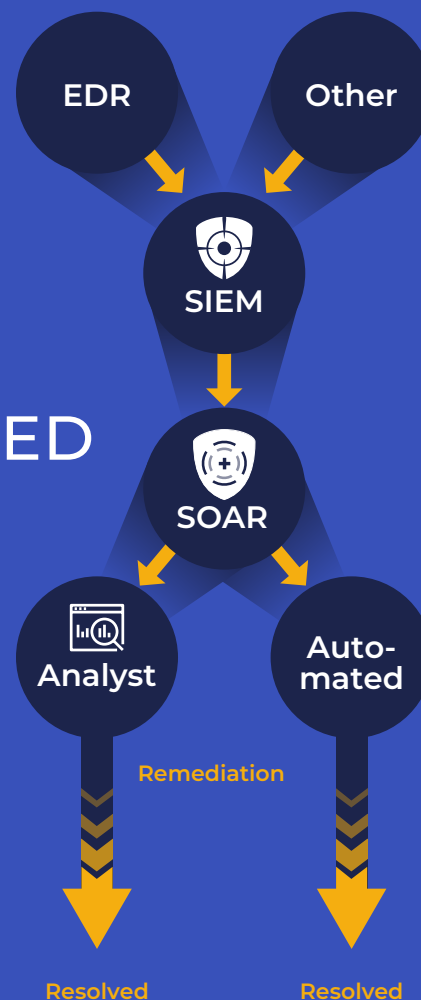 EDR
Other
SIEM
ED
SOAR
Analyst
Auto-
mated
Remediation
Resolved
Resolved